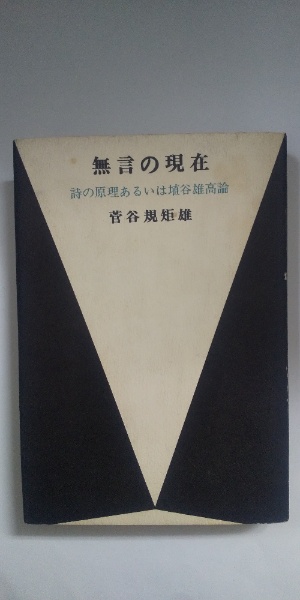 無言の現在
詩の原理あるいは埴谷雄高論
菅谷規矩雄